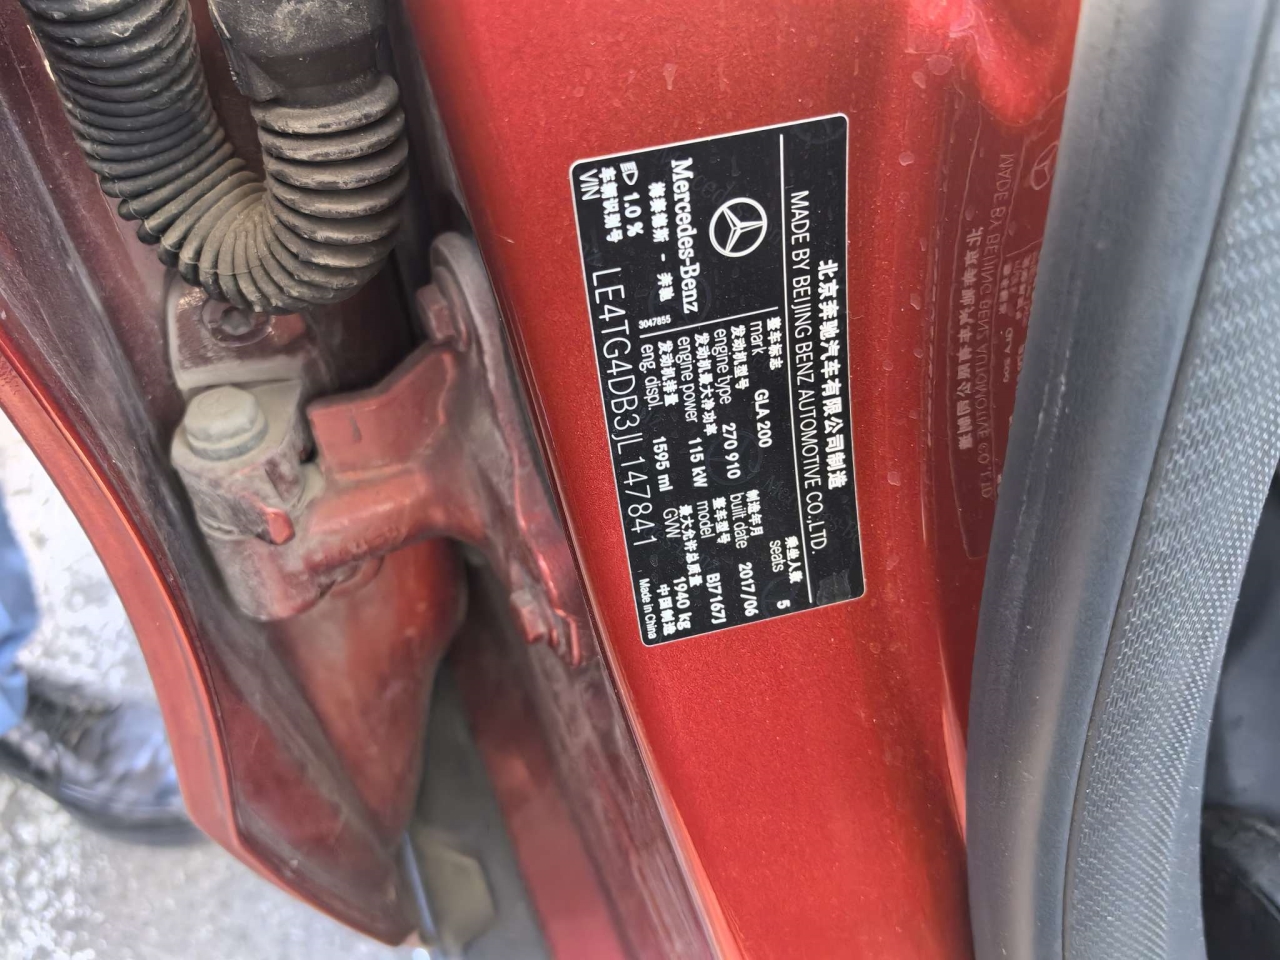 北京奔驰汽车有限公司制造
MADE BY BEIJING BENZ AUTOMOTIVE CO.,LTD.
Mercedes-Benz
梅赛德斯 - 奔驰
1.0 %
3047855
整车标志
mark GLA 200
乘坐人数
seats 5
发动机型号
engine type 270 910
制造年月
built date 2017/06
发动机最大净功率
engine power 115 kW
整车型号
model BJ7167J
发动机排量
eng. displ. 1595 ml
最大允许总质量
GVW 1940 kg
车辆识别号
VIN LE4TG4DB3JL147841
中国制造
Made in China